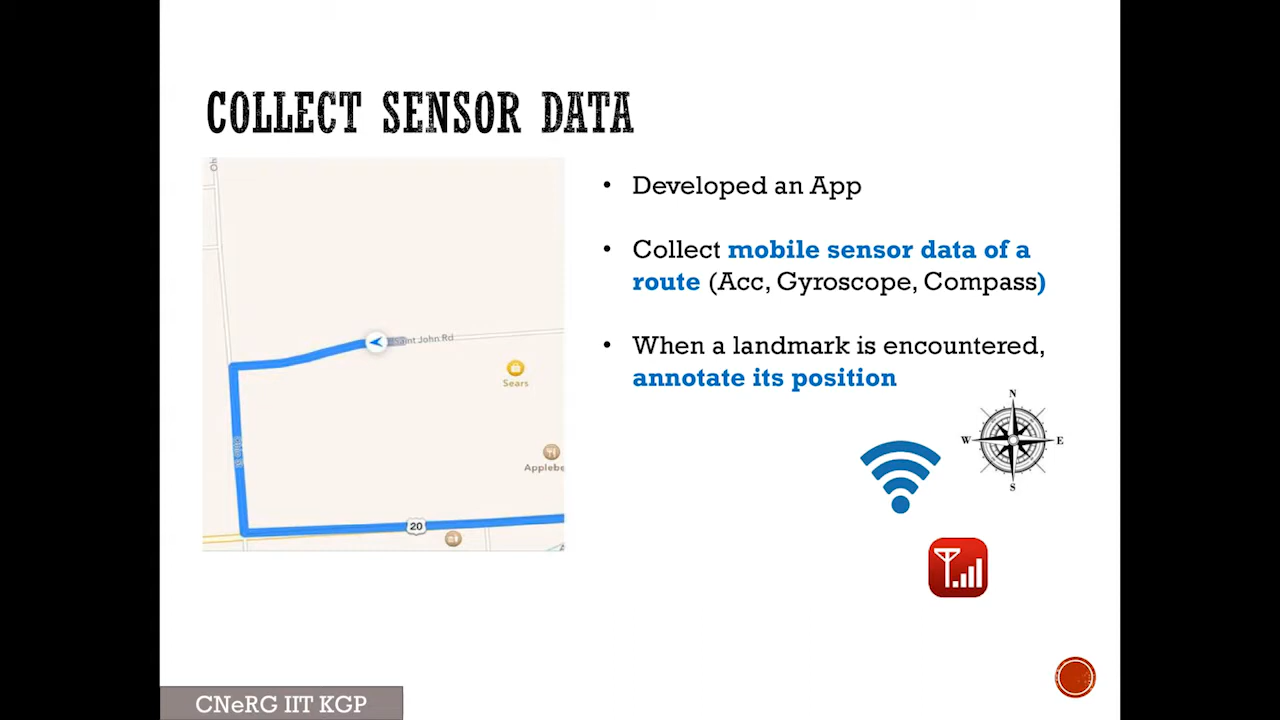 COLLECT SENSOR DATA
• Developed an App
• Collect mobile sensor data of a
route (Acc, Gyroscope, Compass)
• When a landmark is encountered,
annotate its position
Saint John Rd
Sears
20
N
W
E
S
CNeRG IIT KGP